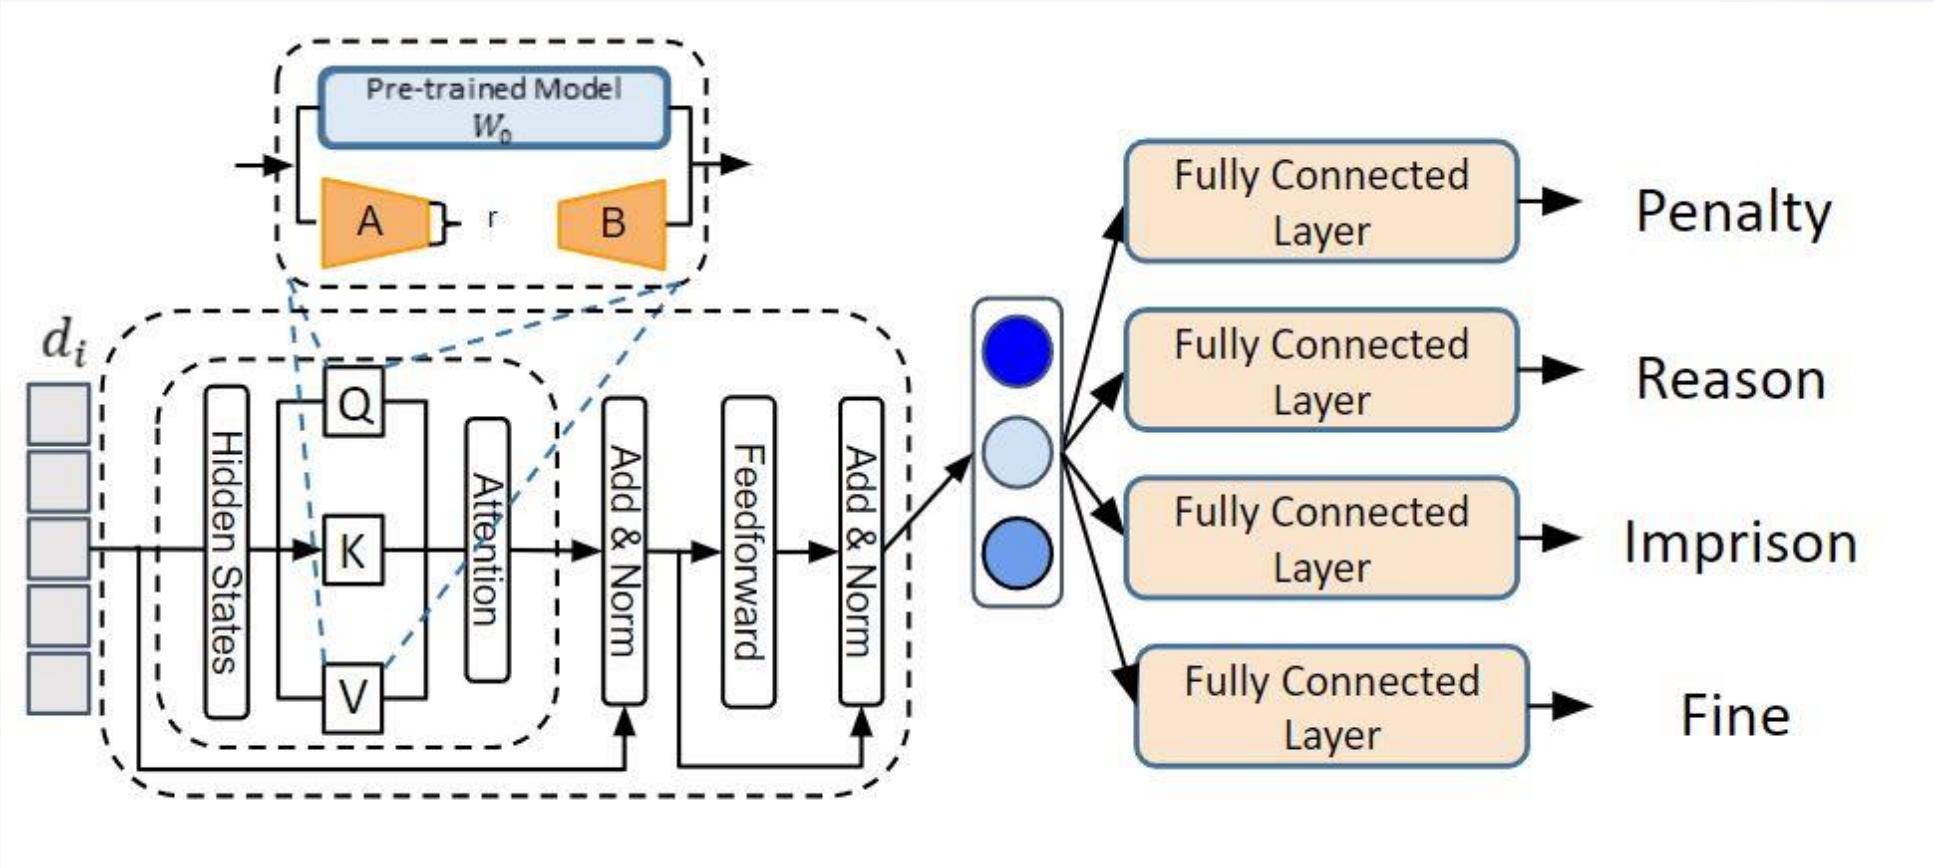 Pre-trained Model
W₀
A
r
B
dᵢ
Hidden States
Q
K
V
Attention
Add & Norm
Feedforward
Add & Norm
Fully Connected
Layer
Penalty
Fully Connected
Layer
Reason
Fully Connected
Layer
Imprison
Fully Connected
Layer
Fine